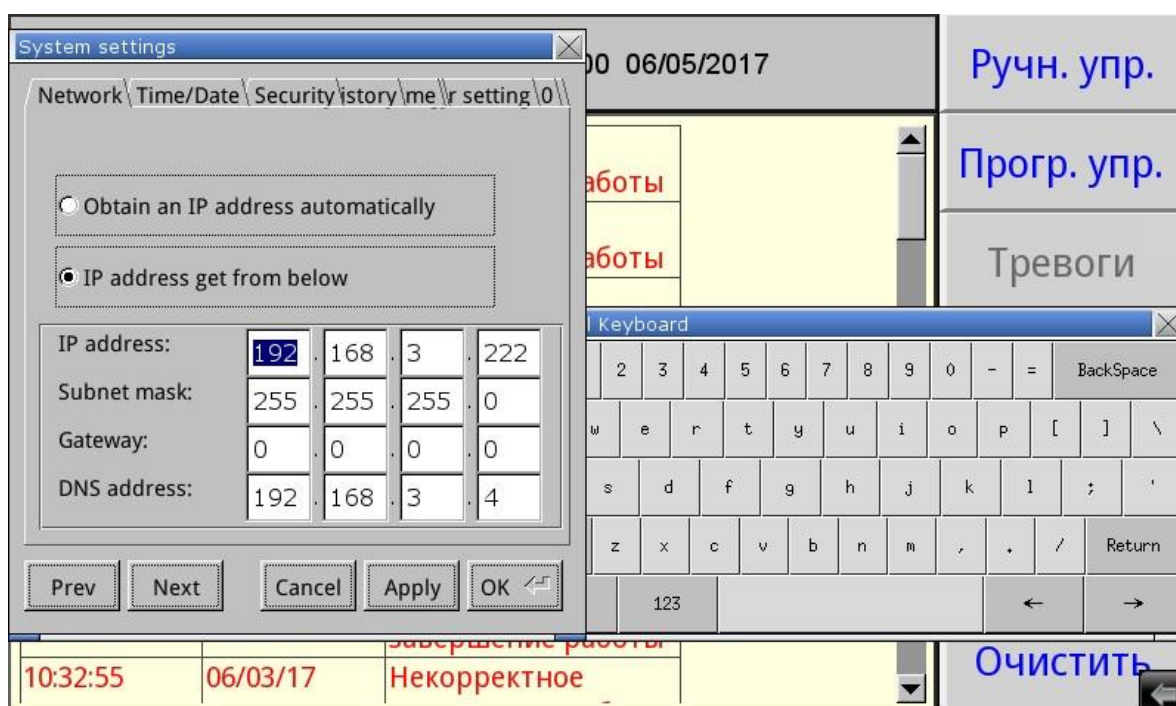 System settings
00 06/05/2017
Ручн. упр.
Network Time/Date Security istory me r setting 0
Прогр. упр.
аботы
Obtain an IP address automatically
аботы
Тревоги
IP address get from below
l Keyboard
IP address: 192 . 168 . 3 . 222
2 3 4 5 6 7 8 9 0 - = BackSpace
Subnet mask: 255 . 255 . 255 . 0
w e r t y u i o p [ ] \
Gateway: 0 . 0 . 0 . 0
DNS address: 192 . 168 . 3 . 4
s d f g h j k l ; '
z x c v b n m , . / Return
Prev Next Cancel Apply OK
123 ← →
завершение работы
Очистить
10:32:55 06/03/17 Некорректное